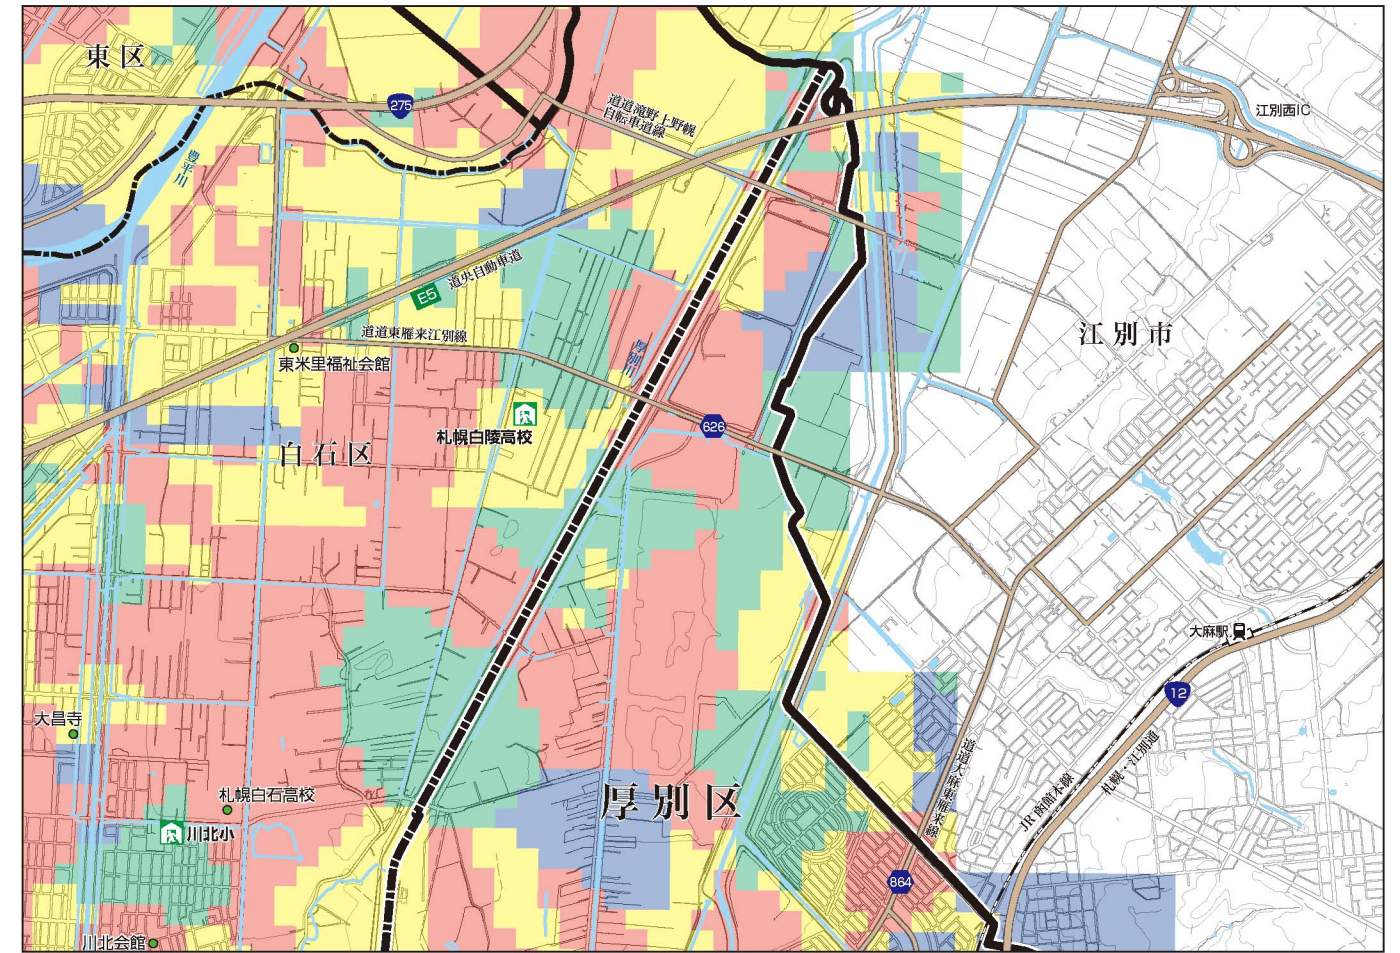 東区
275
道道滝野上野幌
自転車道線
江別西IC
豊平川
道央自動車道
E5
道道東雁来江別線
東米里福祉会館
厚別川
江別市
札幌白陵高校
626
白石区
大麻駅
12
大昌寺
道道大麻東雁来線
JR函館本線
札幌・江別通
札幌白石高校
厚別区
川北小
864
川北会館